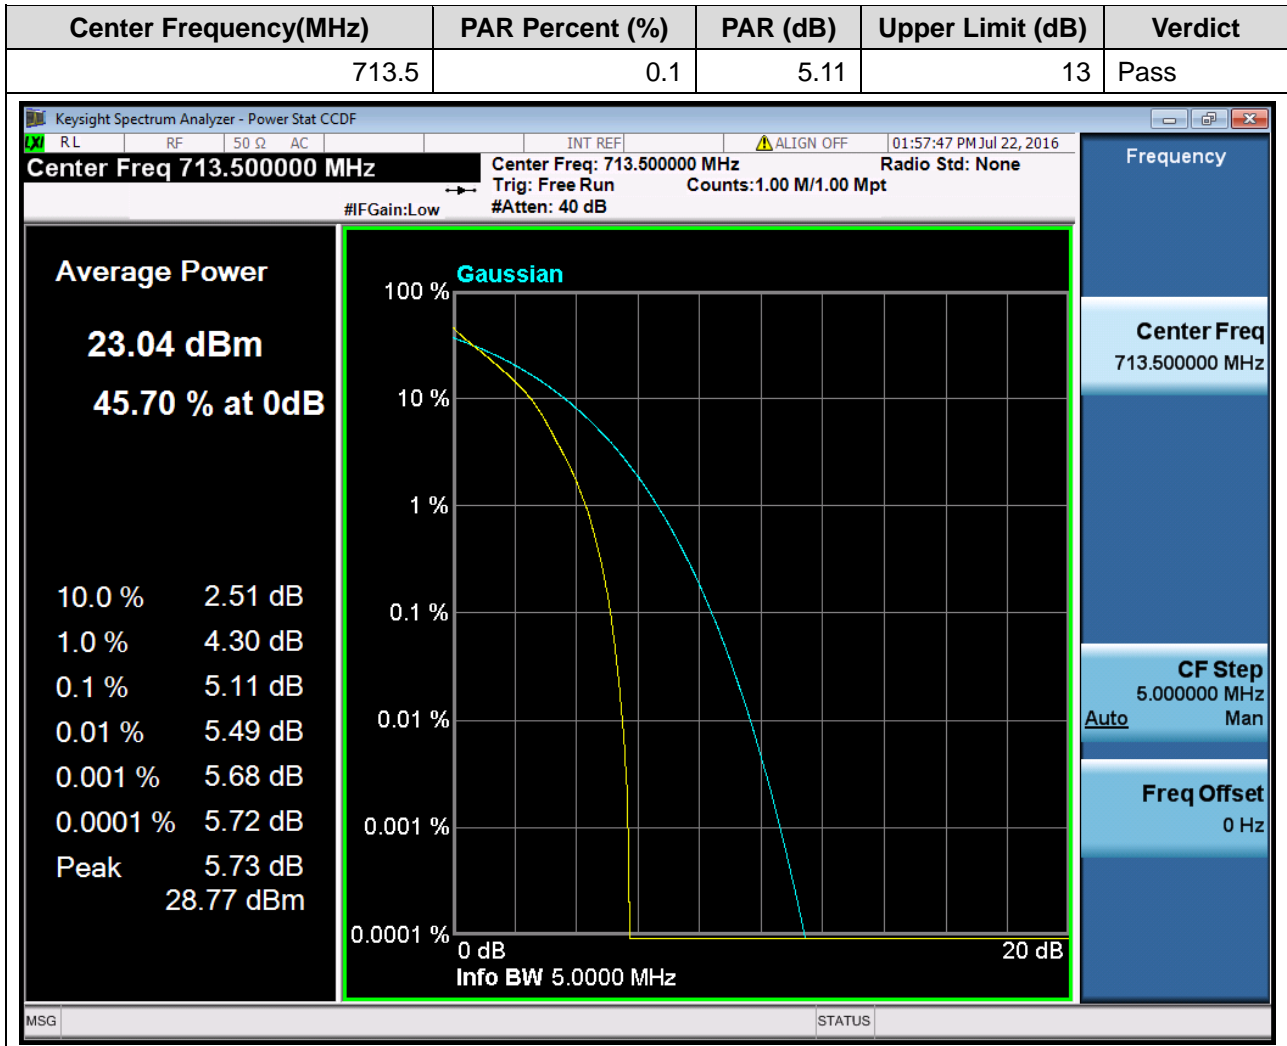 Center Frequency(MHz) PAR Percent (%) PAR (dB) Upper Limit (dB) Verdict
713.5 0.1 5.11 13 Pass
Keysight Spectrum Analyzer - Power Stat CCDF
LXI RL RF 50 Ω AC INT REF ALIGN OFF 01:57:47 PM Jul 22, 2016
Center Freq 713.500000 MHz
Center Freq: 713.500000 MHz Radio Std: None
Trig: Free Run Counts:1.00 M/1.00 Mpt
#IFGain:Low #Atten: 40 dB
Average Power
23.04 dBm
45.70 % at 0dB
10.0 % 2.51 dB
1.0 % 4.30 dB
0.1 % 5.11 dB
0.01 % 5.49 dB
0.001 % 5.68 dB
0.0001 % 5.72 dB
Peak 5.73 dB
28.77 dBm
Gaussian
100 %
10 %
1 %
0.1 %
0.01 %
0.001 %
0.0001 %
0 dB 20 dB
Info BW 5.0000 MHz
Frequency
Center Freq
713.500000 MHz
CF Step
5.000000 MHz
Auto Man
Freq Offset
0 Hz
MSG STATUS